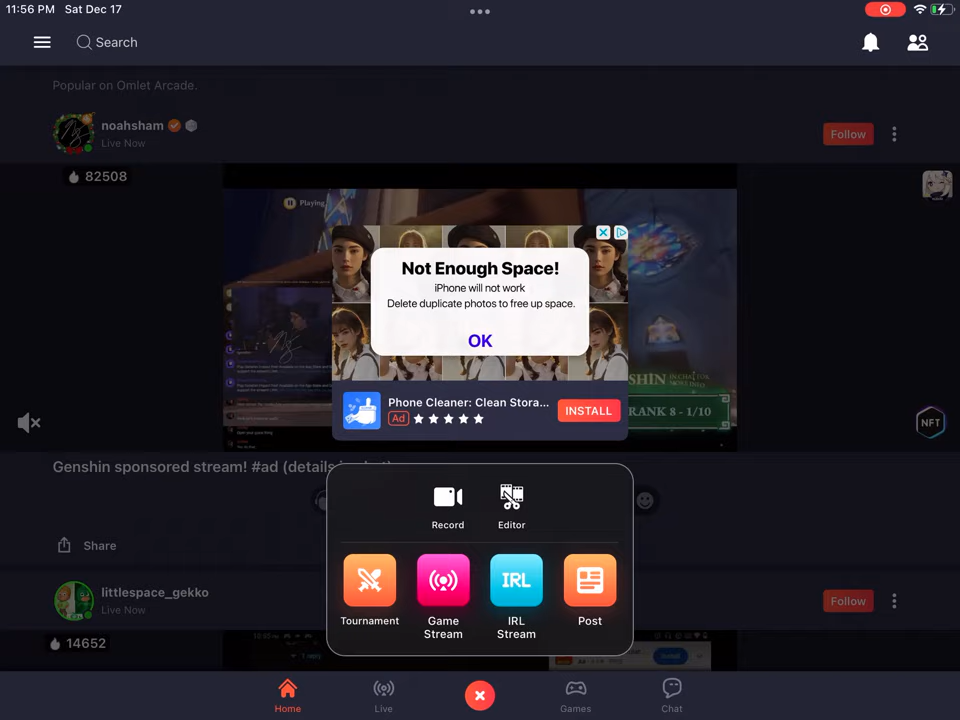 11:56 PM Sat Dec 17
Search
Popular on Omlet Arcade.
noahsham
Live Now
Follow
82508
Playing
Not Enough Space!
iPhone will not work
Delete duplicate photos to free up space.
OK
Phone Cleaner: Clean Stora...
Ad
INSTALL
RANK 8 - 1/10
NFT
Genshin sponsored stream! #ad (details
Record
Editor
Share
IRL
Tournament
Game
Stream
IRL
Stream
Post
littlespace_gekko
Live Now
Follow
14652
Home
Live
Games
Chat